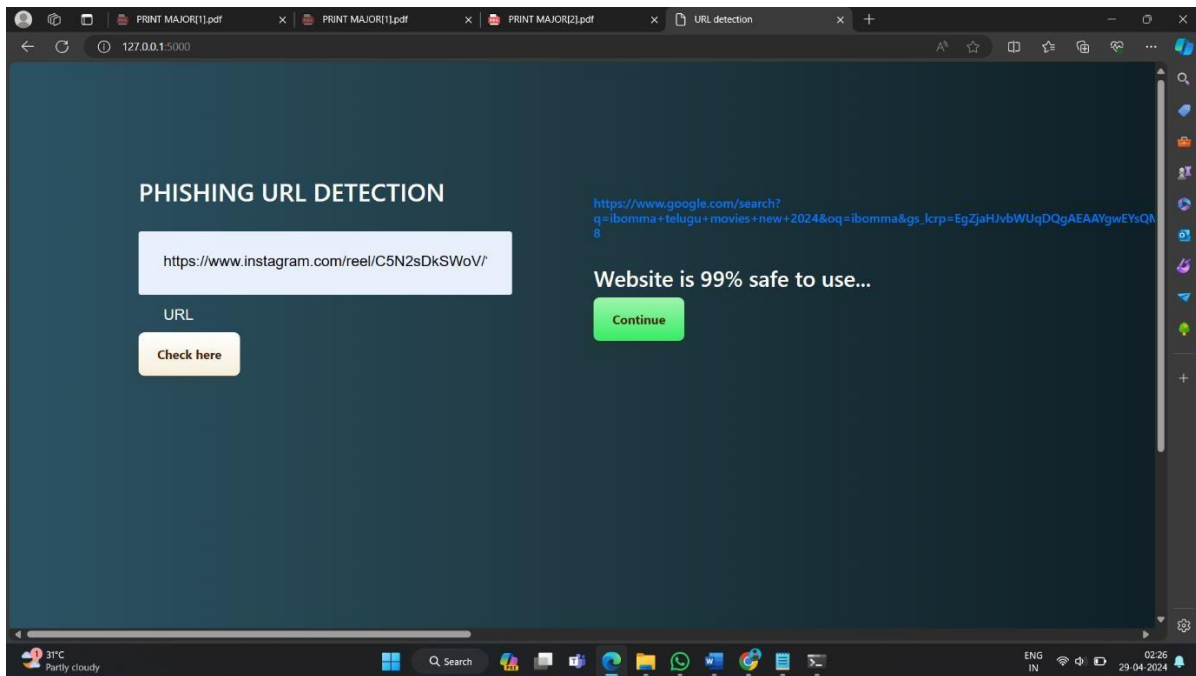 PRINT MAJOR[1].pdf
PRINT MAJOR[1].pdf
PRINT MAJOR[2].pdf
URL detection
127.0.0.1:5000
PHISHING URL DETECTION
https://www.instagram.com/reel/C5N2sDkSWoV/
URL
Check here
https://www.google.com/search?
q=ibomma+telugu+movies+new+2024&oq=ibomma&gs_lcrp=EgZjaHJvbWUqDQgAEAAYgwEYsQM
8
Website is 99% safe to use...
Continue
1
31°C
Partly cloudy
Search
ENG
IN
02:26
29-04-2024